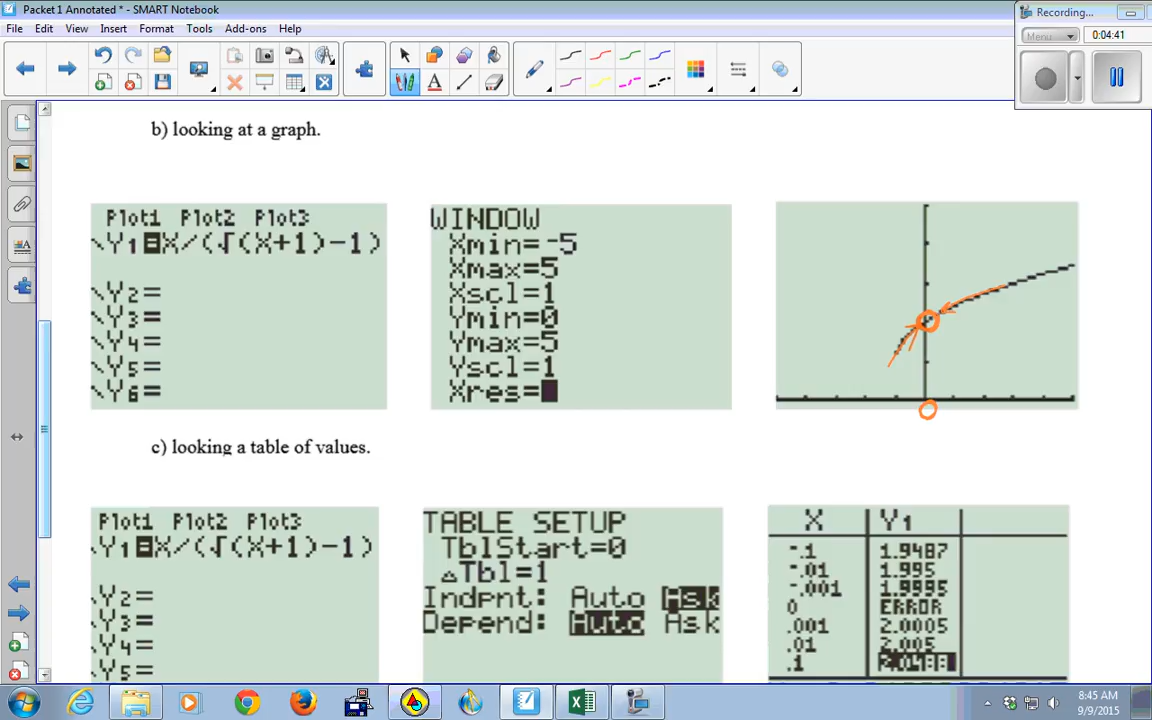 Packet 1 Annotated * - SMART Notebook
Recording...
File Edit View Insert Format Tools Add-ons Help
Menu
0:04:41
b) looking at a graph.
Plot1 Plot2 Plot3
\Y1=X/(√(X+1)-1)
\Y2=
\Y3=
\Y4=
\Y5=
\Y6=
WINDOW
Xmin=-5
Xmax=5
Xscl=1
Ymin=0
Ymax=5
Yscl=1
Xres=
c) looking a table of values.
Plot1 Plot2 Plot3
\Y1=X/(√(X+1)-1)
\Y2=
\Y3=
\Y4=
\Y5=
TABLE SETUP
TblStart=0
△Tbl=1
Indpnt: Auto Ask
Depend: Auto Ask
X Y1
-.1 1.9487
-.01 1.995
-.001 1.9995
0 ERROR
.001 2.0005
.01 2.005
.1
8:45 AM
9/9/2015